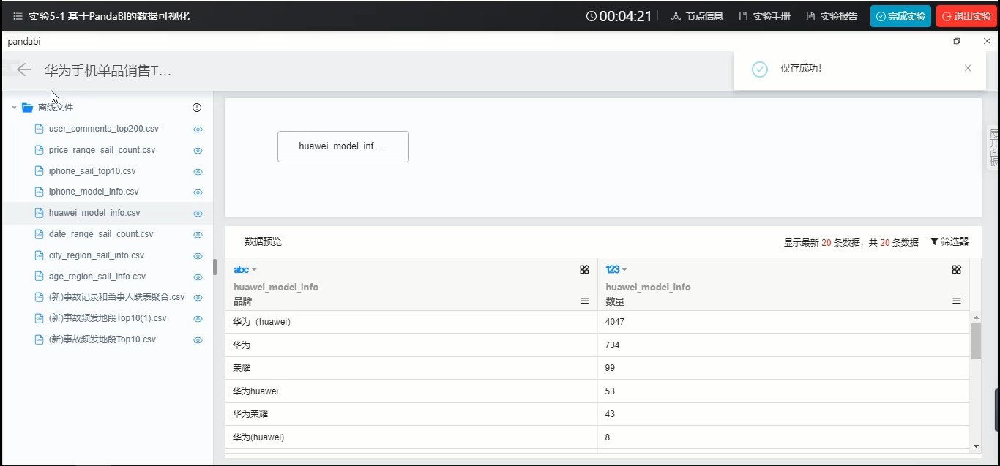 实验5-1 基于PandaBI的数据可视化
00:04:21
节点信息
实验手册
实验报告
完成实验
退出实验
pandabi
华为手机单品销售T...
保存成功!
离线文件
user_comments_top200.csv
price_range_sail_count.csv
iphone_sail_top10.csv
iphone_model_info.csv
huawei_model_info.csv
date_range_sail_count.csv
city_region_sail_info.csv
age_region_sail_info.csv
(新)事故记录和当事人联表聚合.csv
(新)事故频发地段Top10(1).csv
(新)事故频发地段Top10.csv
huawei_model_inf...
展开面板
数据预览
显示最新 20 条数据，共 20 条数据
筛选器
abc
123
huawei_model_info
huawei_model_info
品牌
数量
华为（huawei）
4047
华为
734
荣耀
99
华为huawei
53
华为荣耀
43
华为(huawei)
8